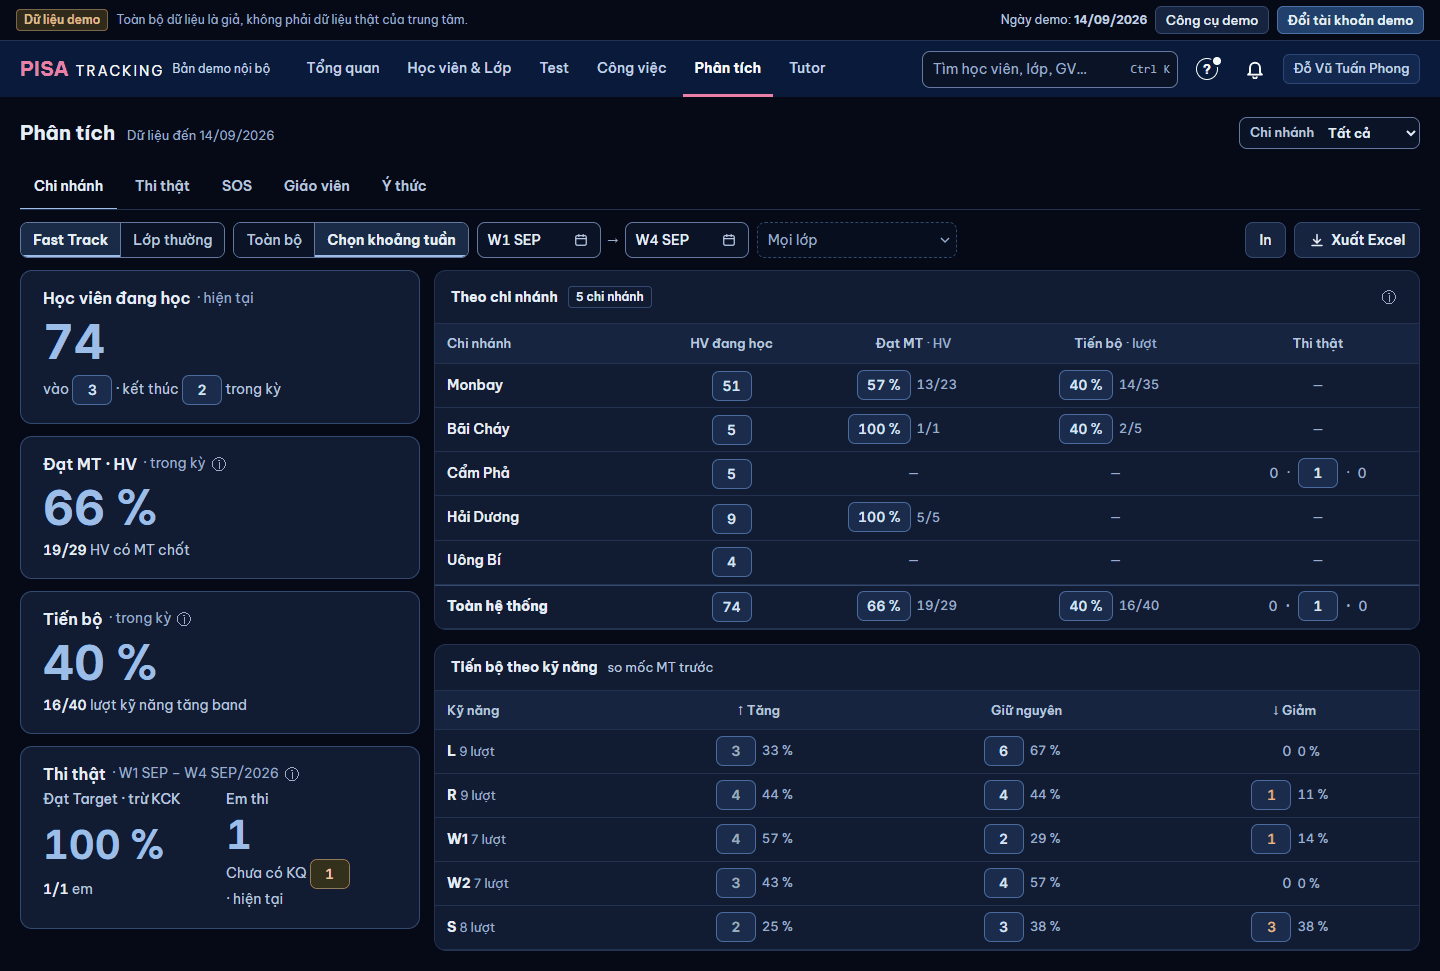 Dữ liệu demo Toàn bộ dữ liệu là giả, không phải dữ liệu thật của trung tâm. Ngày demo: 14/09/2026 Công cụ demo Đổi tài khoản demo
PISA TRACKING Bản demo nội bộ Tổng quan Học viên & Lớp Test Công việc Phân tích Tutor Tìm học viên, lớp, GV... Ctrl K ? Đỗ Vũ Tuấn Phong
Phân tích Dữ liệu đến 14/09/2026 Chi nhánh Tất cả
Chi nhánh Thi thật SOS Giáo viên Ý thức
Fast Track Lớp thường Toàn bộ Chọn khoảng tuần W1 SEP → W4 SEP Mọi lớp In Xuất Excel
Học viên đang học · hiện tại
74
vào 3 · kết thúc 2 trong kỳ
Đạt MT · HV · trong kỳ ⓘ
66 %
19/29 HV có MT chốt
Tiến bộ · trong kỳ ⓘ
40 %
16/40 lượt kỹ năng tăng band
Thi thật · W1 SEP – W4 SEP/2026 ⓘ
Đạt Target · trừ KCK Em thi
100 % 1
1/1 em Chưa có KQ 1
· hiện tại
Theo chi nhánh 5 chi nhánh ⓘ
Chi nhánh HV đang học Đạt MT · HV Tiến bộ · lượt Thi thật
Monbay 51 57 % 13/23 40 % 14/35 –
Bãi Cháy 5 100 % 1/1 40 % 2/5 –
Cẩm Phả 5 – – 0 · 1 · 0
Hải Dương 9 100 % 5/5 – –
Uông Bí 4 – – –
Toàn hệ thống 74 66 % 19/29 40 % 16/40 0 · 1 · 0
Tiến bộ theo kỹ năng so mốc MT trước
Kỹ năng ↑ Tăng Giữ nguyên ↓ Giảm
L 9 lượt 3 33 % 6 67 % 0 0 %
R 9 lượt 4 44 % 4 44 % 1 11 %
W1 7 lượt 4 57 % 2 29 % 1 14 %
W2 7 lượt 3 43 % 4 57 % 0 0 %
S 8 lượt 2 25 % 3 38 % 3 38 %